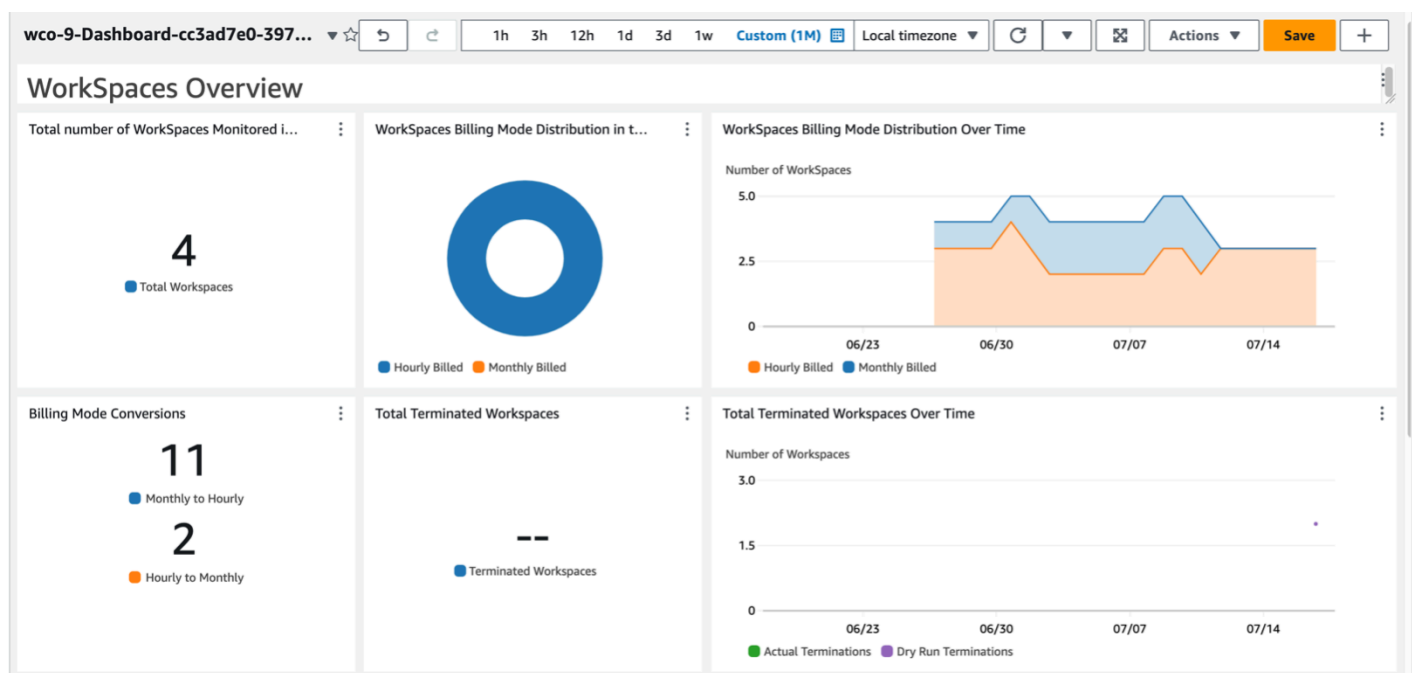 wco-9-Dashboard-cc3ad7e0-397...
1h 3h 12h 1d 3d 1w Custom (1M) Local timezone Actions Save
WorkSpaces Overview
Total number of WorkSpaces Monitored i...
4
Total Workspaces
WorkSpaces Billing Mode Distribution in t...
Hourly Billed Monthly Billed
WorkSpaces Billing Mode Distribution Over Time
Number of WorkSpaces
5.0
2.5
0
06/23 06/30 07/07 07/14
Hourly Billed Monthly Billed
Billing Mode Conversions
11
Monthly to Hourly
2
Hourly to Monthly
Total Terminated Workspaces
--
Terminated Workspaces
Total Terminated Workspaces Over Time
Number of Workspaces
3.0
1.5
0
06/23 06/30 07/07 07/14
Actual Terminations Dry Run Terminations